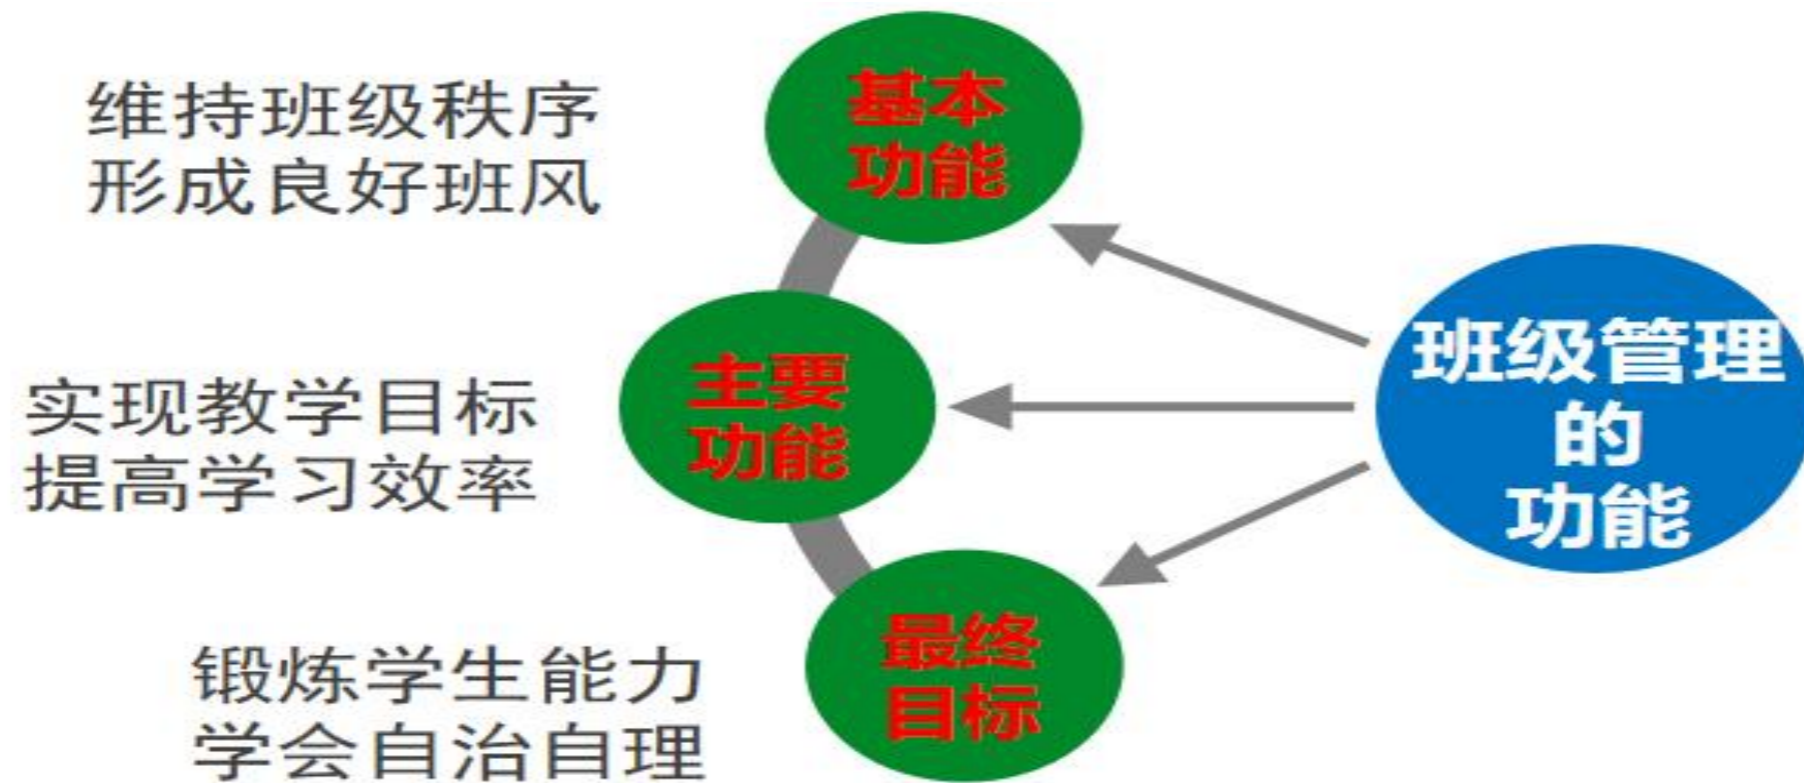 维持班级秩序
形成良好班风
基本
功能
实现教学目标
提高学习效率
主要
功能
锻炼学生能力
学会自治自理
最终
目标
班级管理
的
功能